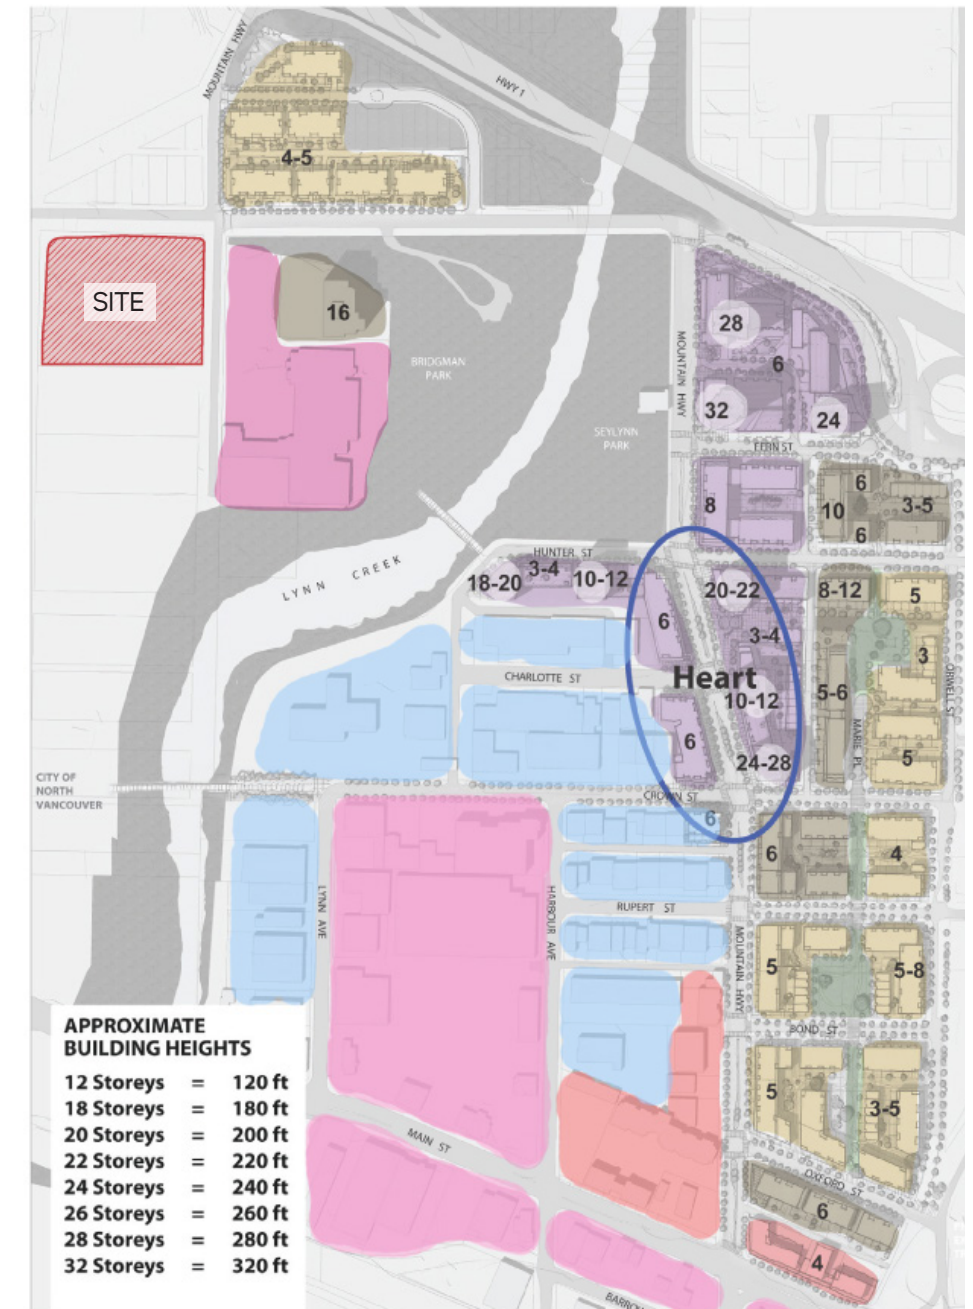 MOUNTAIN HWY
HWY 1
4-5
SITE
16
BRIDGMAN
PARK
MOUNTAIN HWY
28
6
32
24
SEYLYNN
PARK
FERN ST
8
6
10
3-5
6
HUNTER ST
LYNN CREEK
18-20
3-4
10-12
20-22
8-12
5
6
3-4
3
CHARLOTTE ST
Heart
10-12
5-6
ORWELL ST
MARIE PL
6
24-28
5
CITY OF
NORTH
VANCOUVER
CROWN ST
6
6
4
LYNN AVE
HARBOUR AVE
RUPERT ST
MOUNTAIN HWY
5
5-8
BOND ST
5
3-5
MAIN ST
OXFORD ST
6
4
APPROXIMATE
BUILDING HEIGHTS
12 Storeys = 120 ft
18 Storeys = 180 ft
20 Storeys = 200 ft
22 Storeys = 220 ft
24 Storeys = 240 ft
26 Storeys = 260 ft
28 Storeys = 280 ft
32 Storeys = 320 ft